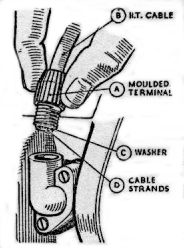 B H.T. CABLE
A MOULDED
TERMINAL
C WASHER
D CABLE
STRANDS